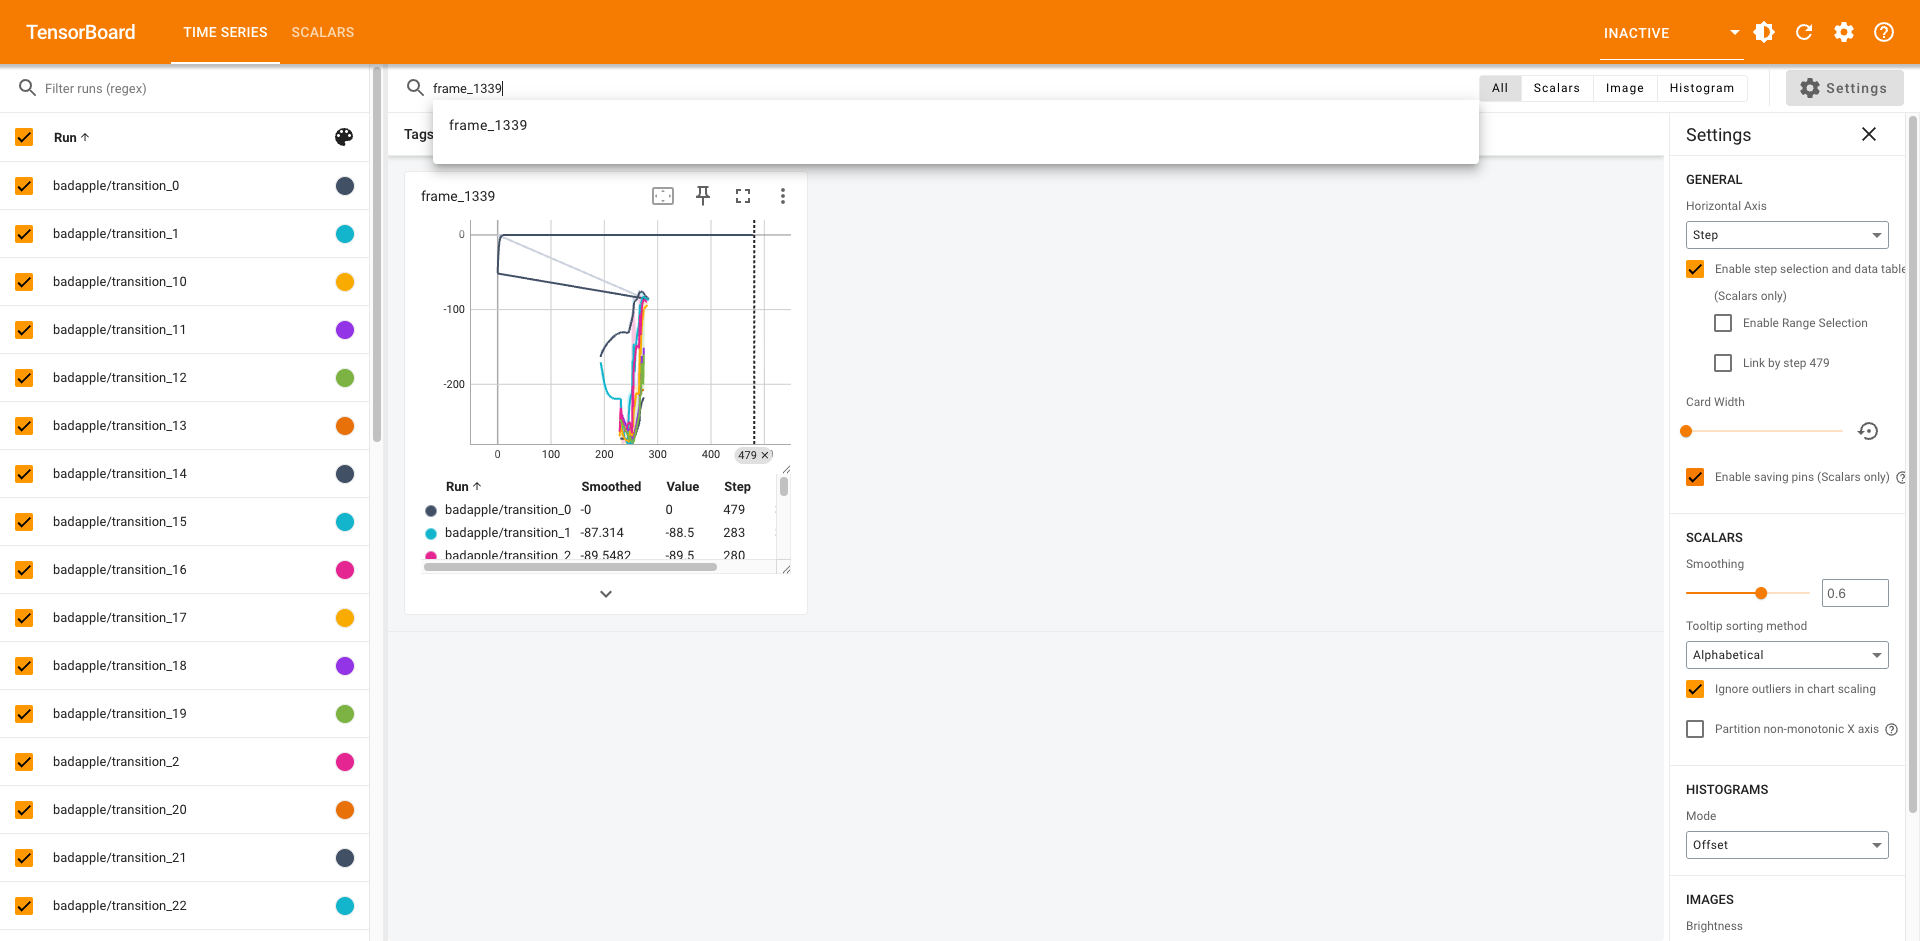 TensorBoard
TIME SERIES
SCALARS
INACTIVE
Filter runs (regex)
Run
badapple/transition_0
badapple/transition_1
badapple/transition_10
badapple/transition_11
badapple/transition_12
badapple/transition_13
badapple/transition_14
badapple/transition_15
badapple/transition_16
badapple/transition_17
badapple/transition_18
badapple/transition_19
badapple/transition_2
badapple/transition_20
badapple/transition_21
badapple/transition_22
frame_1339
All Scalars Image Histogram
Settings
frame_1339
Tags
frame_1339
0
-100
-200
0 100 200 300 400 479
Run Smoothed Value Step
badapple/transition_0 -0 0 479
badapple/transition_1 -87.314 -88.5 283
badapple/transition_2 -89.5482 -89.5 280
Settings
GENERAL
Horizontal Axis
Step
Enable step selection and data table
(Scalars only)
Enable Range Selection
Link by step 479
Card Width
Enable saving pins (Scalars only)
SCALARS
Smoothing
0.6
Tooltip sorting method
Alphabetical
Ignore outliers in chart scaling
Partition non-monotonic X axis
HISTOGRAMS
Mode
Offset
IMAGES
Brightness